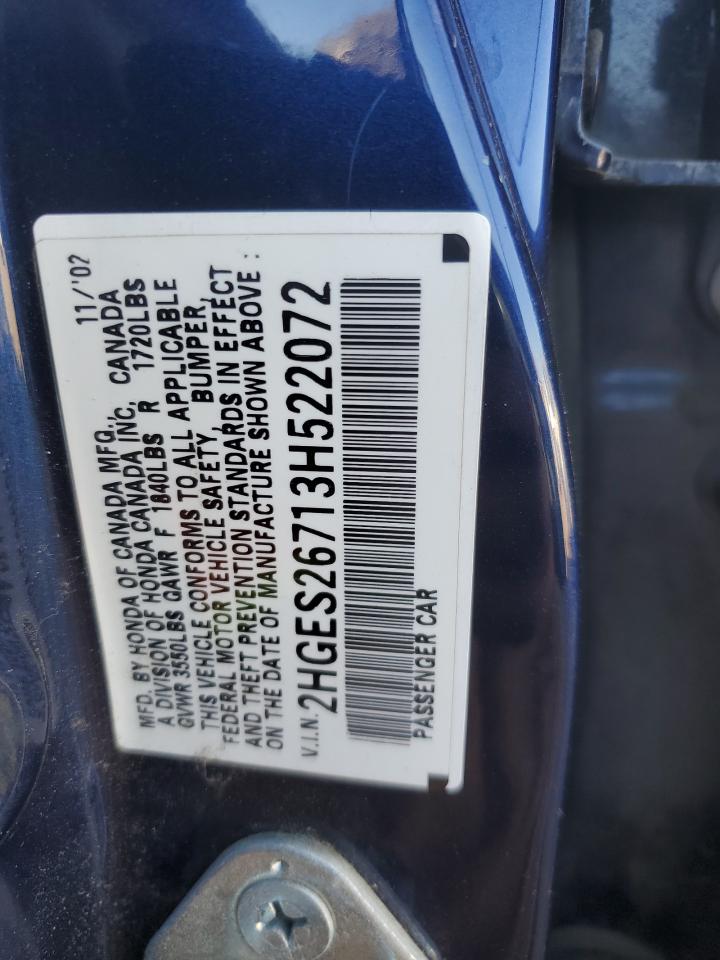 MFD. BY HONDA OF CANADA MFG., CANADA 11/'02
A DIVISION OF HONDA CANADA INC.
GVWR 3550LBS GAWR F 1840LBS R 1720LBS
THIS VEHICLE CONFORMS TO ALL APPLICABLE
FEDERAL MOTOR VEHICLE SAFETY, BUMPER,
AND THEFT PREVENTION STANDARDS IN EFFECT
ON THE DATE OF MANUFACTURE SHOWN ABOVE :
V.I.N. 2HGES26713H522072
PASSENGER CAR